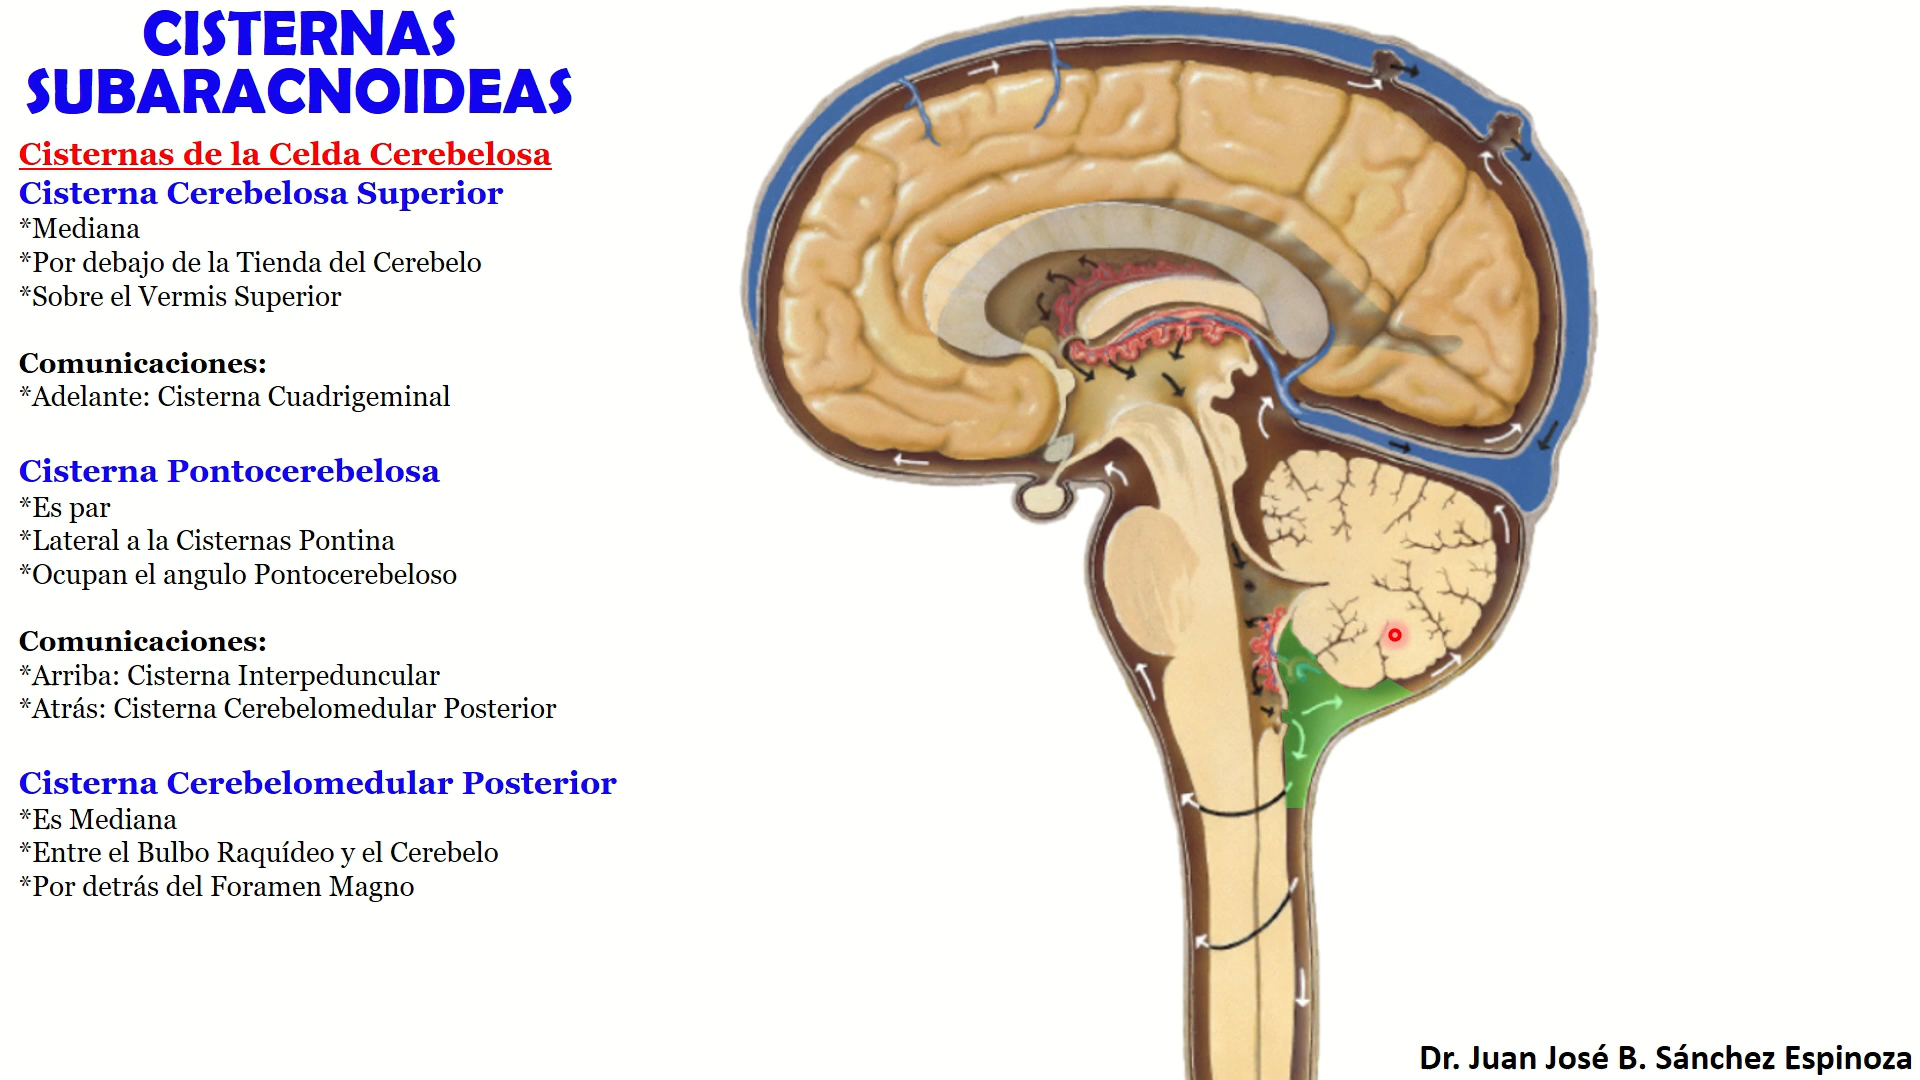 CISTERNAS
SUBARACNOIDEAS
Cisternas de la Celda Cerebelosa
Cisterna Cerebelosa Superior
*Mediana
*Por debajo de la Tienda del Cerebelo
*Sobre el Vermis Superior
Comunicaciones:
*Adelante: Cisterna Cuadrigeminal
Cisterna Pontocerebelosa
*Es par
*Lateral a la Cisternas Pontina
*Ocupan el angulo Pontocerebeloso
Comunicaciones:
*Arriba: Cisterna Interpeduncular
*Atrás: Cisterna Cerebelomedular Posterior
Cisterna Cerebelomedular Posterior
*Es Mediana
*Entre el Bulbo Raquídeo y el Cerebelo
*Por detrás del Foramen Magno
Dr. Juan José B. Sánchez Espinoza